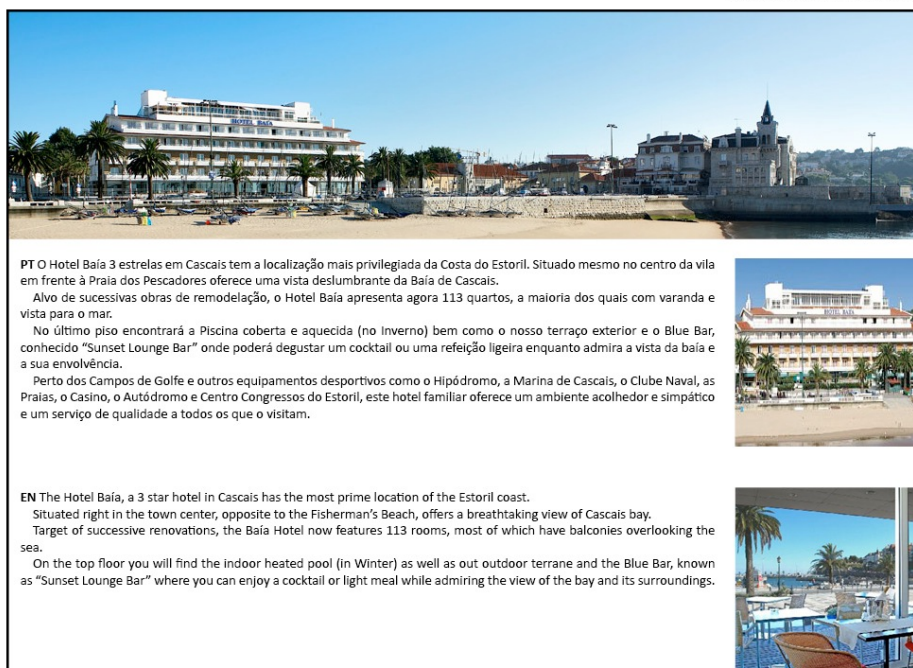 HOTEL BAÍA
PT O Hotel Baía 3 estrelas em Cascais tem a localização mais privilegiada da Costa do Estoril. Situado mesmo no centro da vila
em frente à Praia dos Pescadores oferece uma vista deslumbrante da Baía de Cascais.
Alvo de sucessivas obras de remodelação, o Hotel Baía apresenta agora 113 quartos, a maioria dos quais com varanda e
vista para o mar.
No último piso encontrará a Piscina coberta e aquecida (no Inverno) bem como o nosso terraço exterior e o Blue Bar,
conhecido “Sunset Lounge Bar” onde poderá degustar um cocktail ou uma refeição ligeira enquanto admira a vista da baía e
a sua envolvência.
Perto dos Campos de Golfe e outros equipamentos desportivos como o Hipódromo, a Marina de Cascais, o Clube Naval, as
Praias, o Casino, o Autódromo e Centro Congressos do Estoril, este hotel familiar oferece um ambiente acolhedor e simpático
e um serviço de qualidade a todos os que o visitam.
HOTEL BAÍA
EN The Hotel Baía, a 3 star hotel in Cascais has the most prime location of the Estoril coast.
Situated right in the town center, opposite to the Fisherman’s Beach, offers a breathtaking view of Cascais bay.
Target of successive renovations, the Baía Hotel now features 113 rooms, most of which have balconies overlooking the
sea.
On the top floor you will find the indoor heated pool (in Winter) as well as out outdoor terrane and the Blue Bar, known
as “Sunset Lounge Bar” where you can enjoy a cocktail or light meal while admiring the view of the bay and its surroundings.